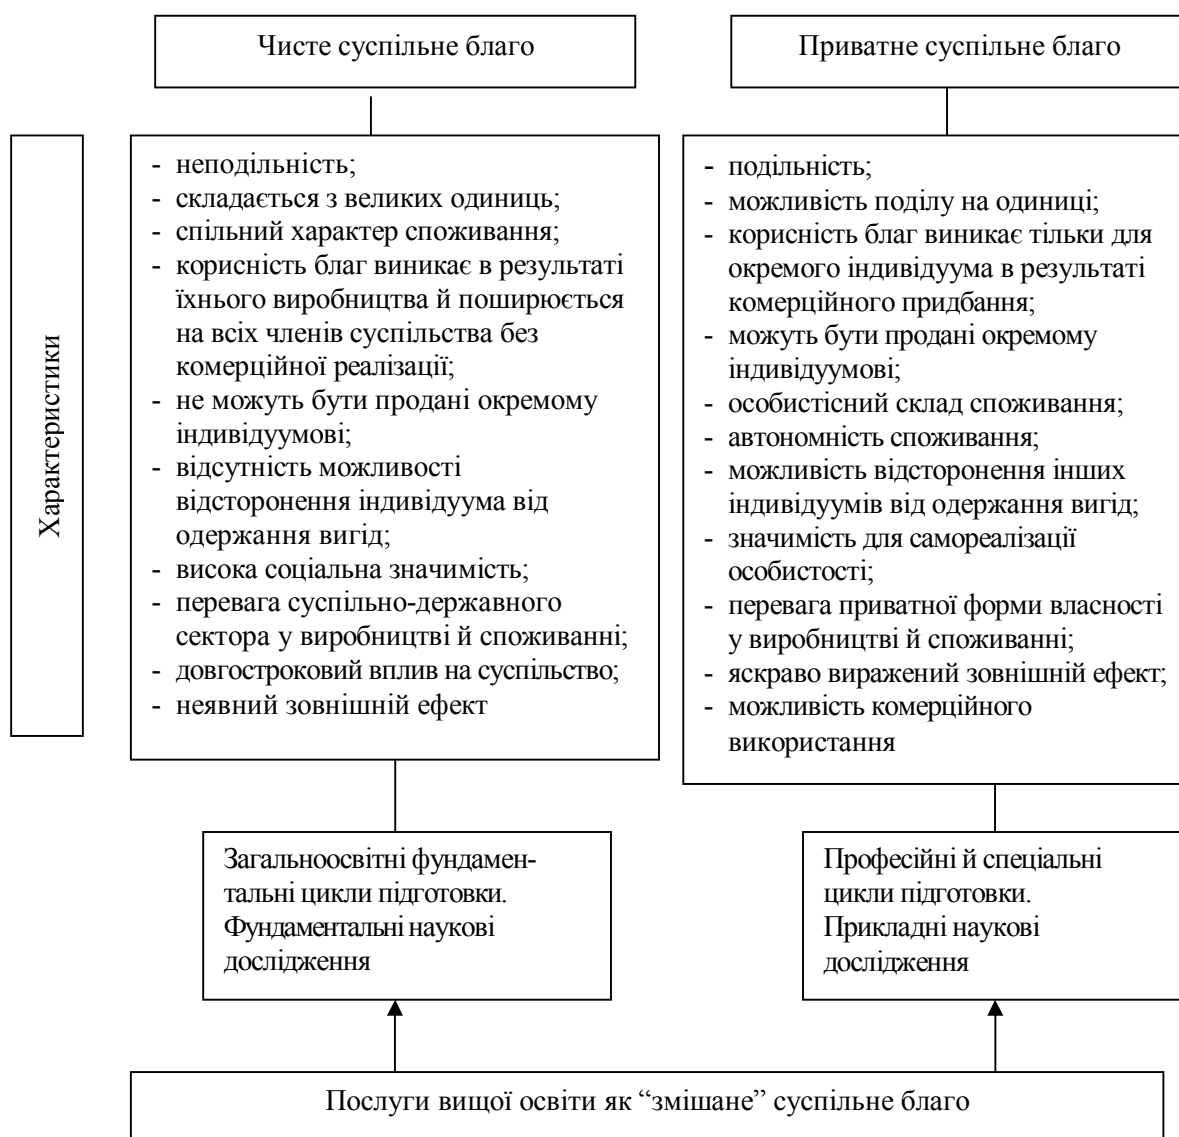 Чисте суспільне благо
Приватне суспільне благо
Характеристики
- неподільність;
- складається з великих одиниць;
- спільний характер споживання;
- корисність благ виникає в результаті
їхнього виробництва й поширюється
на всіх членів суспільства без
комерційної реалізації;
- не можуть бути продані окремому
індивідуумові;
- відсутність можливості
відсторонення індивідуума від
одержання вигід;
- висока соціальна значимість;
- перевага суспільно-державного
сектора у виробництві й споживанні;
- довгостроковий вплив на суспільство;
- неявний зовнішній ефект
- подільність;
- можливість поділу на одиниці;
- корисність благ виникає тільки для
окремого індивідуума в результаті
комерційного придбання;
- можуть бути продані окремому
індивідуумові;
- особистісний склад споживання;
- автономність споживання;
- можливість відсторонення інших
індивідуумів від одержання вигід;
- значимість для самореалізації
особистості;
- перевага приватної форми власності
у виробництві й споживанні;
- яскраво виражений зовнішній ефект;
- можливість комерційного
використання
Загальноосвітні фундамен-
тальні цикли підготовки.
Фундаментальні наукові
дослідження
Професійні й спеціальні
цикли підготовки.
Прикладні наукові
дослідження
Послуги вищої освіти як “змішане” суспільне благо